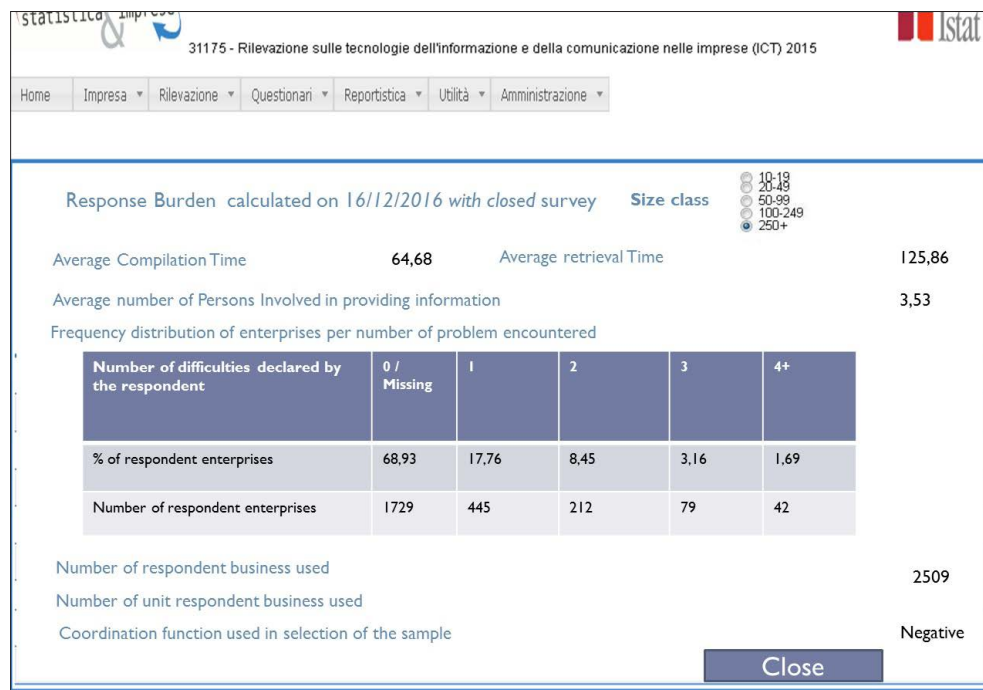 statistica
&
imprese
Istat
31175 - Rilevazione sulle tecnologie dell'informazione e della comunicazione nelle imprese (ICT) 2015
Home Impresa Rilevazione Questionari Reportistica Utilità Amministrazione
Response Burden calculated on 16/12/2016 with closed survey Size class
10-19
20-49
50-99
100-249
250+
Average Compilation Time 64,68 Average retrieval Time 125,86
Average number of Persons Involved in providing information 3,53
Frequency distribution of enterprises per number of problem encountered
Number of difficulties declared by the respondent 0 / Missing 1 2 3 4+
% of respondent enterprises 68,93 17,76 8,45 3,16 1,69
Number of respondent enterprises 1729 445 212 79 42
Number of respondent business used 2509
Number of unit respondent business used
Coordination function used in selection of the sample Negative
Close